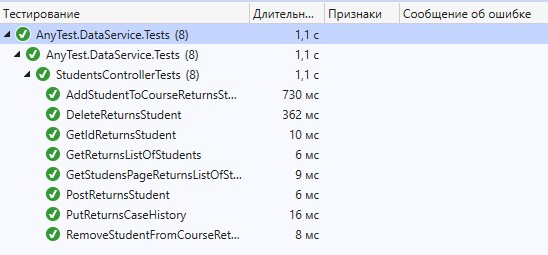 Тестирование Длительн... Признаки Сообщение об ошибке
AnyTest.DataService.Tests (8) 1,1 с
AnyTest.DataService.Tests (8) 1,1 с
StudentsControllerTests (8) 1,1 с
AddStudentToCourseReturnsSt... 730 мс
DeleteReturnsStudent 362 мс
GetIdReturnsStudent 10 мс
GetReturnsListOfStudents 6 мс
GetStudensPageReturnsListOfSt... 9 мс
PostReturnsStudent 6 мс
PutReturnsCaseHistory 16 мс
RemoveStudentFromCourseRet... 8 мс